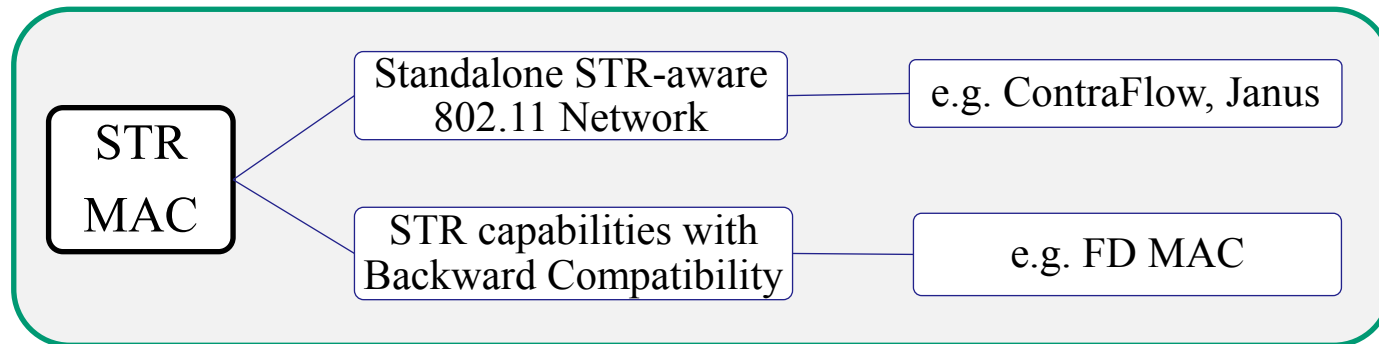 STR
MAC
Standalone STR-aware
802.11 Network
e.g. ContraFlow, Janus
STR capabilities with
Backward Compatibility
e.g. FD MAC